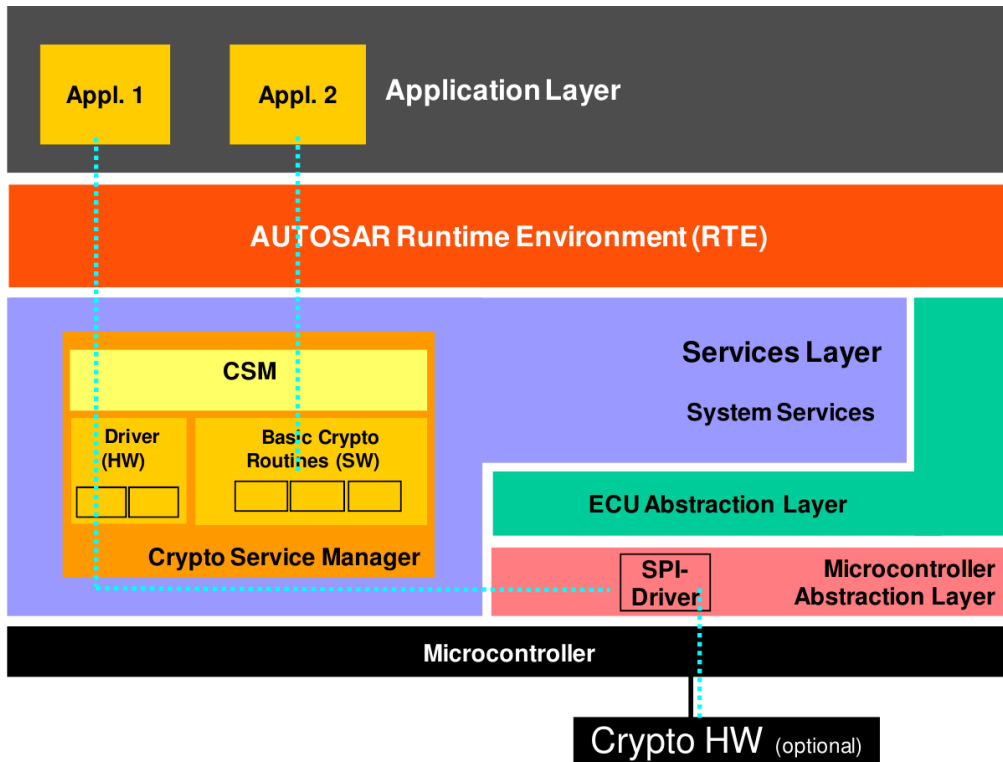 Appl. 1
Appl. 2
Application Layer
AUTOSAR Runtime Environment (RTE)
CSM
Services Layer
System Services
Driver
(HW)
Basic Crypto
Routines (SW)
Crypto Service Manager
ECU Abstraction Layer
SPI-
Driver
Microcontroller
Abstraction Layer
Microcontroller
Crypto HW (optional)